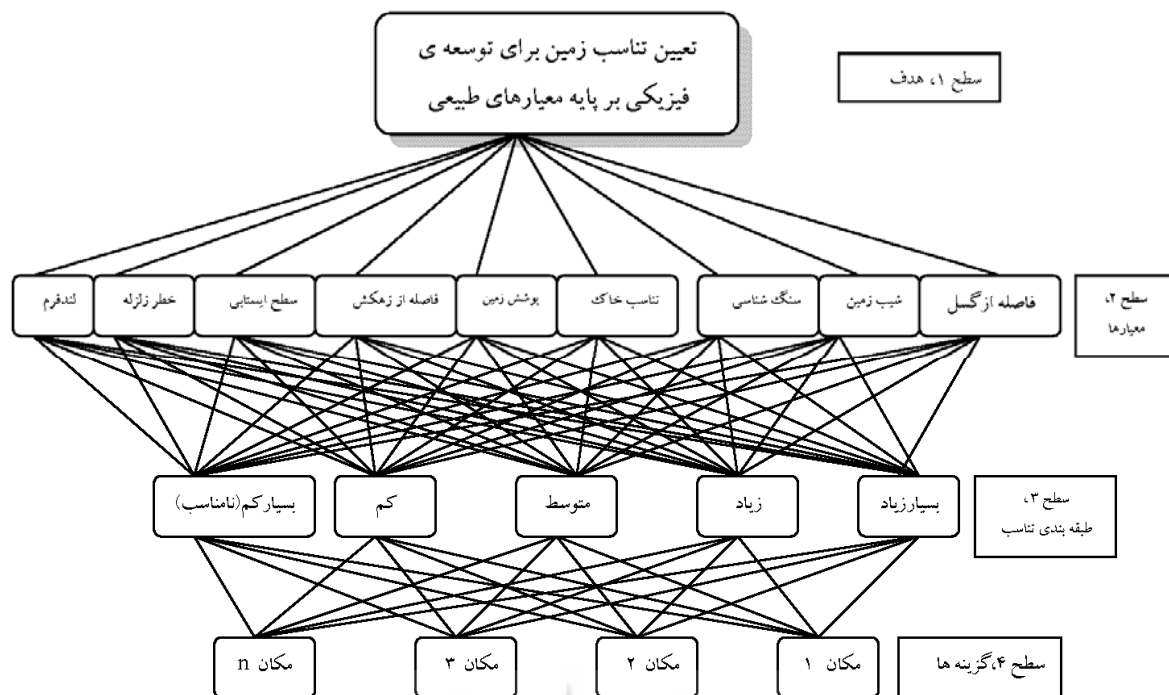 تعیین تناسب زمین برای توسعه ی
فیزیکی بر پایه معیارهای طبیعی
سطح ۱، هدف
فاصله از گسل
شیب زمین
سنگ شناسی
تناسب خاک
پوشش زمین
فاصله از زهکش
سطح ایستابی
خطر زلزله
لندفرم
سطح ۲،
معیارها
بسیارزیاد
زیاد
متوسط
کم
بسیارکم(نامناسب)
سطح ۳،
طبقه بندی تناسب
مکان ۱
مکان ۲
مکان ۳
مکان n
سطح ۴،گزینه ها